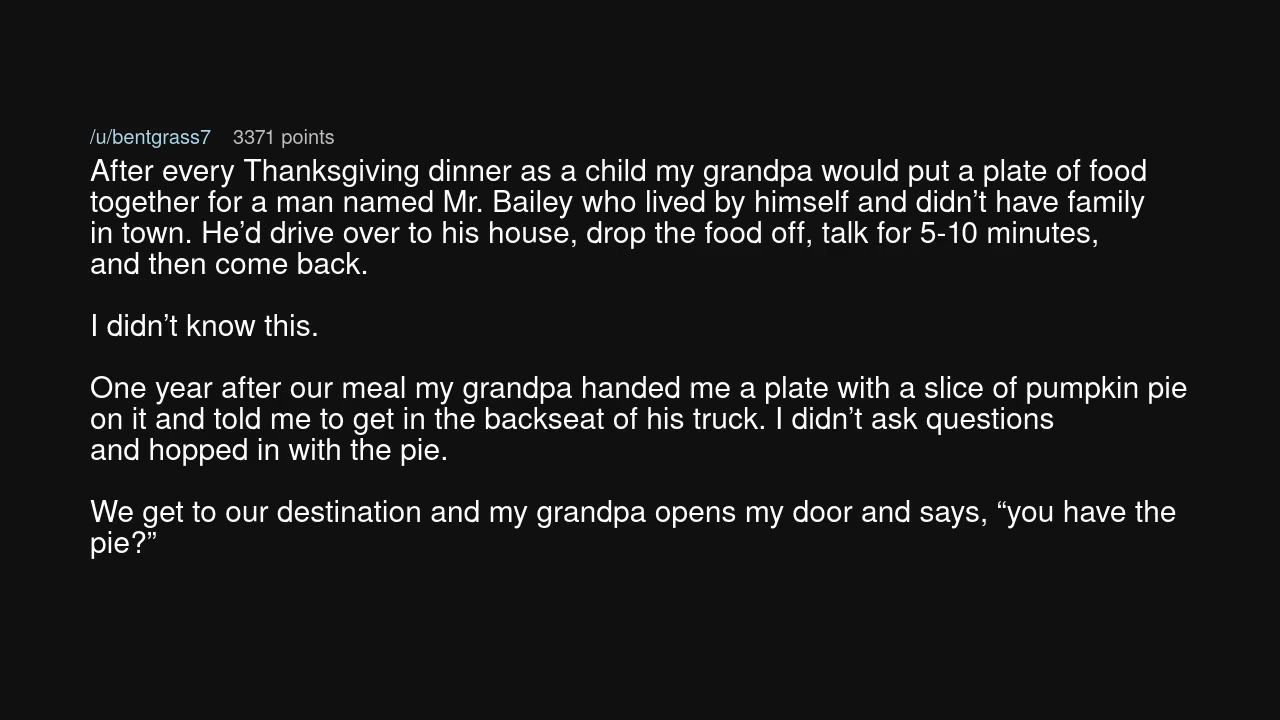 /u/bentgrass7 3371 points
After every Thanksgiving dinner as a child my grandpa would put a plate of food
together for a man named Mr. Bailey who lived by himself and didn’t have family
in town. He’d drive over to his house, drop the food off, talk for 5-10 minutes,
and then come back.
I didn’t know this.
One year after our meal my grandpa handed me a plate with a slice of pumpkin pie
on it and told me to get in the backseat of his truck. I didn’t ask questions
and hopped in with the pie.
We get to our destination and my grandpa opens my door and says, “you have the
pie?”